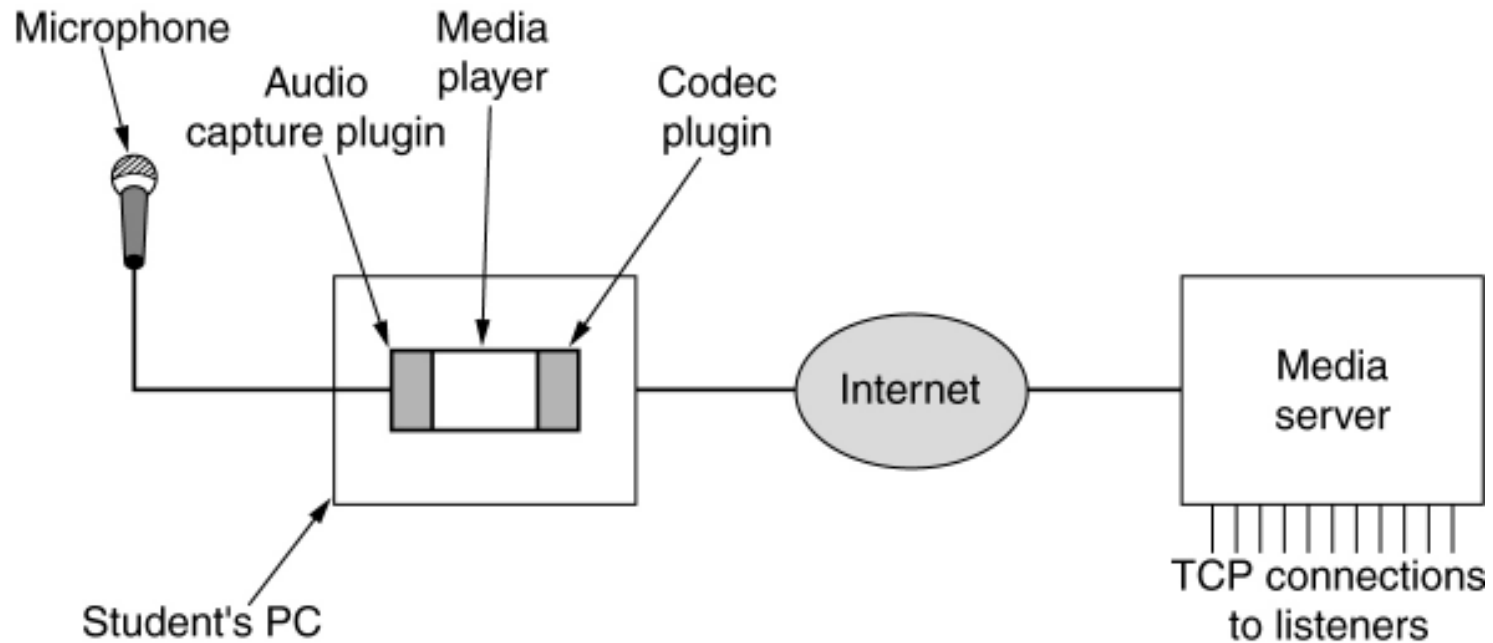 Microphone
Media
player
Audio
capture plugin
Codec
plugin
Internet
Media
server
TCP connections
to listeners
Student's PC